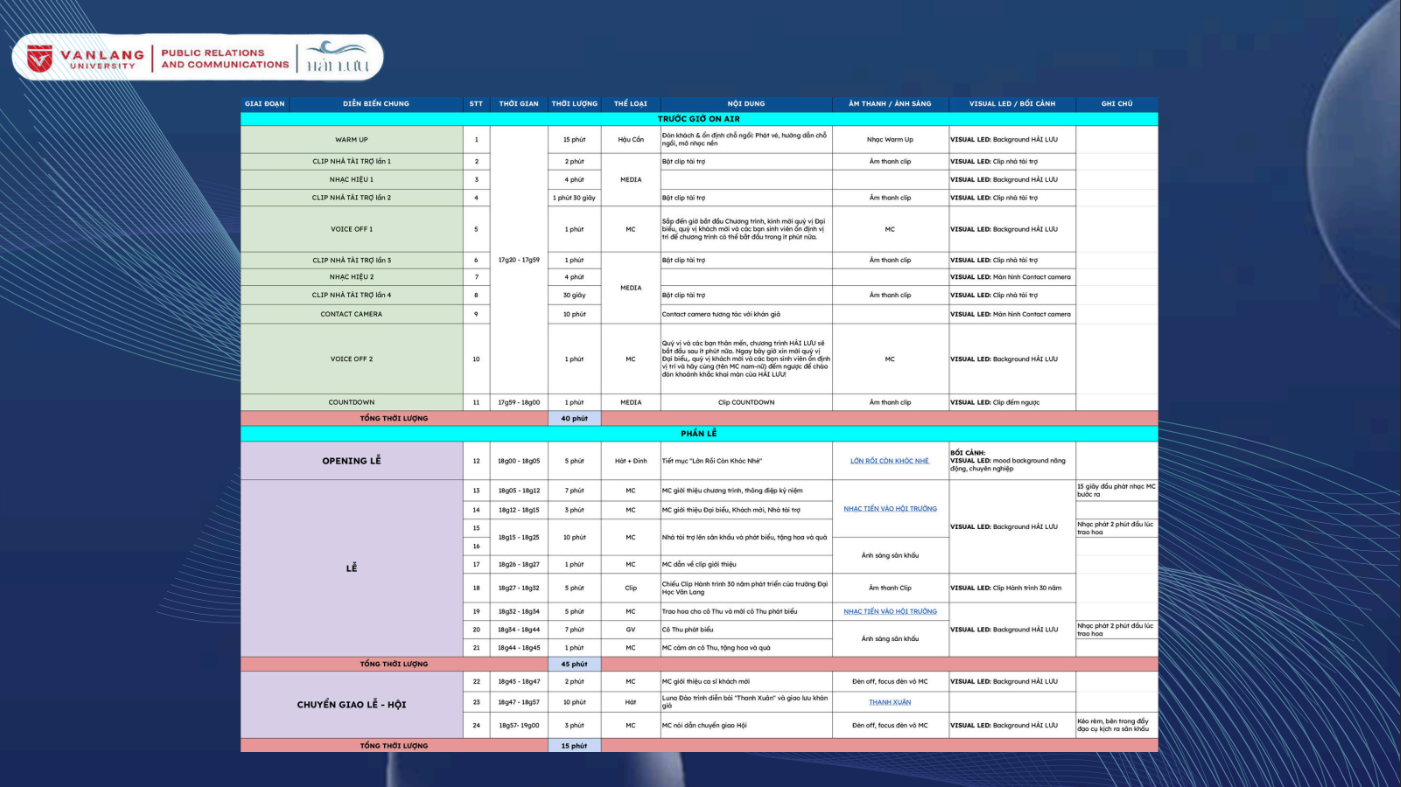 VANLANG
UNIVERSITY
PUBLIC RELATIONS
AND COMMUNICATIONS
HẢI LƯU
GIAI ĐOẠN DIỄN BIẾN CHUNG STT THỜI GIAN THỜI LƯỢNG THỂ LOẠI NỘI DUNG ÂM THANH / ÁNH SÁNG VISUAL LED / BỐI CẢNH GHI CHÚ
TRƯỚC GIỜ ON AIR
WARM UP 1 15 phút Hậu Cần Đón khách & ổn định chỗ ngồi: Phát vé, hướng dẫn chỗ
ngồi, mở nhạc nền
Nhạc Warm Up VISUAL LED: Background HẢI LƯU
CLIP NHÀ TÀI TRỢ lần 1 2 2 phút Bật clip tài trợ Âm thanh clip VISUAL LED: Clip nhà tài trợ
NHẠC HIỆU 1 3 4 phút MEDIA VISUAL LED: Background HẢI LƯU
CLIP NHÀ TÀI TRỢ lần 2 4 1 phút 30 giây Bật clip tài trợ Âm thanh clip VISUAL LED: Clip nhà tài trợ
VOICE OFF 1 5 1 phút MC Sắp đến giờ bắt đầu Chương trình, kính mời quý vị Đại
biểu, quý vị khách mời và các bạn sinh viên ổn định vị
trí để chương trình có thể bắt đầu trong ít phút nữa.
MC VISUAL LED: Background HẢI LƯU
CLIP NHÀ TÀI TRỢ lần 3 6 17g20 - 17g59 1 phút Bật clip tài trợ Âm thanh clip VISUAL LED: Clip nhà tài trợ
NHẠC HIỆU 2 7 4 phút VISUAL LED: Màn hình Contact camera
MEDIA
CLIP NHÀ TÀI TRỢ lần 4 8 30 giây Bật clip tài trợ Âm thanh clip VISUAL LED: Clip nhà tài trợ
CONTACT CAMERA 9 10 phút Contact camera tương tác với khán giả VISUAL LED: Màn hình Contact camera
VOICE OFF 2 10 1 phút MC Quý vị và các bạn thân mến, chương trình HẢI LƯU sẽ
bắt đầu sau ít phút nữa. Ngay bây giờ xin mời quý vị
Đại biểu,. quý vị khách mời và các bạn sinh viên ổn định
vị trí và hãy cùng (tên MC nam-nữ) đếm ngược để chào
đón khoảnh khắc khai màn của HẢI LƯU!
MC VISUAL LED: Background HẢI LƯU
COUNTDOWN 11 17g59 - 18g00 1 phút MEDIA Clip COUNTDOWN Âm thanh clip VISUAL LED: Clip đếm ngược
TỔNG THỜI LƯỢNG 40 phút
PHẦN LỄ
OPENING LỄ 12 18g00 - 18g05 5 phút Hát + Đinh Tiết mục "Lớn Rồi Còn Khóc Nhè" LỚN RỒI CÒN KHÓC NHÈ BỐI CẢNH:
VISUAL LED: mood background năng
động, chuyên nghiệp
13 18g05 - 18g12 7 phút MC MC giới thiệu chương trình, thông điệp kỷ niệm 15 giây đầu phát nhạc MC
bước ra
14 18g12 - 18g15 3 phút MC MC giới thiệu Đại biểu, Khách mời, Nhà tài trợ NHẠC TIẾN VÀO HỘI TRƯỜNG
15 18g15 - 18g25 10 phút MC Nhà tài trợ lên sân khấu và phát biểu, tặng hoa và quà VISUAL LED: Background HẢI LƯU Nhạc phát 2 phút đầu lúc
trao hoa
16 Ánh sáng sân khấu
17 18g26 - 18g27 1 phút MC MC dẫn về clip giới thiệu
LỄ
18 18g27 - 18g32 5 phút Clip Chiếu Clip Hành trình 30 năm phát triển của trường Đại
Học Văn Lang
Âm thanh Clip VISUAL LED: Clip Hành trình 30 năm
19 18g32 - 18g34 5 phút MC Trao hoa cho cô Thu và mời cô Thu phát biểu NHẠC TIẾN VÀO HỘI TRƯỜNG
20 18g34 - 18g44 7 phút GV Cô Thu phát biểu Ánh sáng sân khấu VISUAL LED: Background HẢI LƯU Nhạc phát 2 phút đầu lúc
trao hoa
21 18g44 - 18g45 1 phút MC MC cảm ơn cô Thu, tặng hoa và quà
TỔNG THỜI LƯỢNG 45 phút
22 18g45 - 18g47 2 phút MC MC giới thiệu ca sĩ khách mời Đèn off, focus đèn vô MC VISUAL LED: Background HẢI LƯU
CHUYỂN GIAO LỄ - HỘI 23 18g47 - 18g57 10 phút Hát Luna Đào trình diễn bài "Thanh Xuân" và giao lưu khán
giả
THANH XUÂN
24 18g57- 19g00 3 phút MC MC nói dẫn chuyển giao Hội Đèn off, focus đèn vô MC VISUAL LED: Background HẢI LƯU Kéo rèm, bên trong đẩy
đạo cụ kịch ra sân khấu
TỔNG THỜI LƯỢNG 15 phút